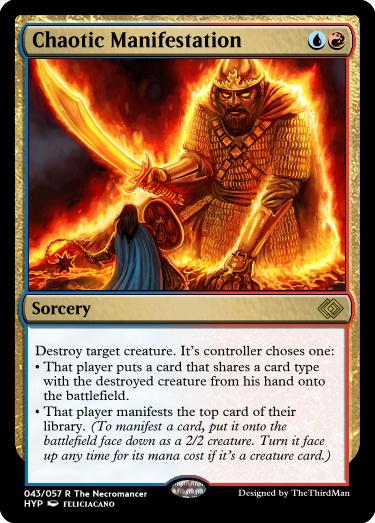 Chaotic Manifestation
Sorcery
Destroy target creature. It's controller choses one:
• That player puts a card that shares a card type
with the destroyed creature from his hand onto
the battlefield.
• That player manifests the top card of their
library. (To manifest a card, put it onto the
battlefield face down as a 2/2 creature. Turn it face
up any time for its mana cost if it's a creature card.)
043/057 R The Necromancer
HYP FELICIACANO
Designed by TheThirdMan